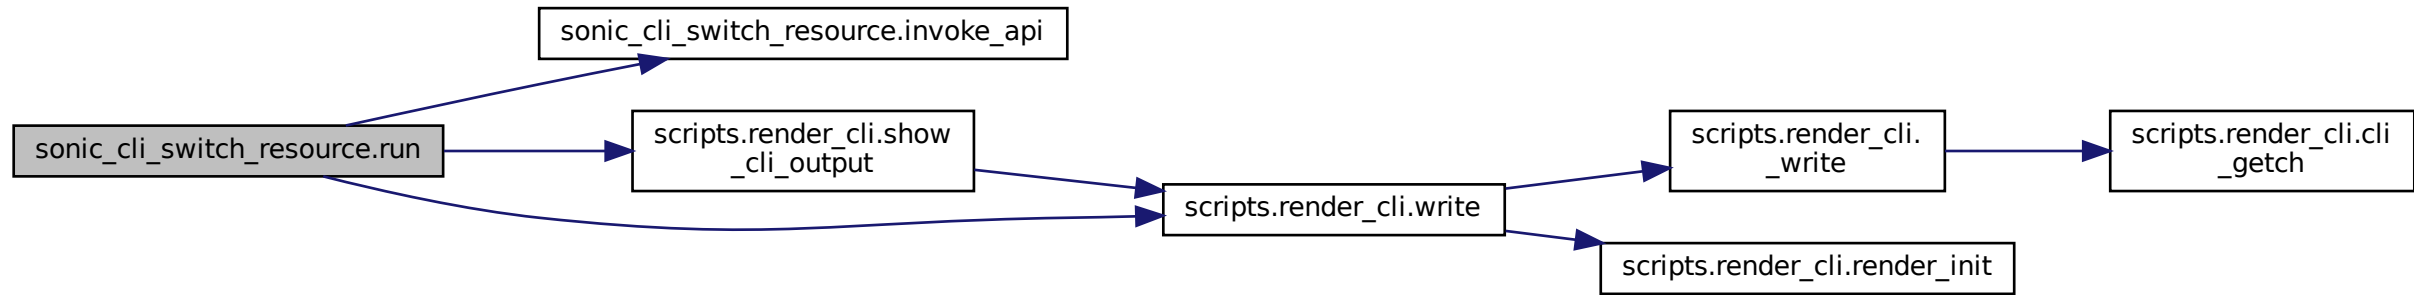 sonic_cli_switch_resource.run
sonic_cli_switch_resource.invoke_api
scripts.render_cli.show
_cli_output
scripts.render_cli.write
scripts.render_cli.
_write
scripts.render_cli.render_init
scripts.render_cli.cli
_getch